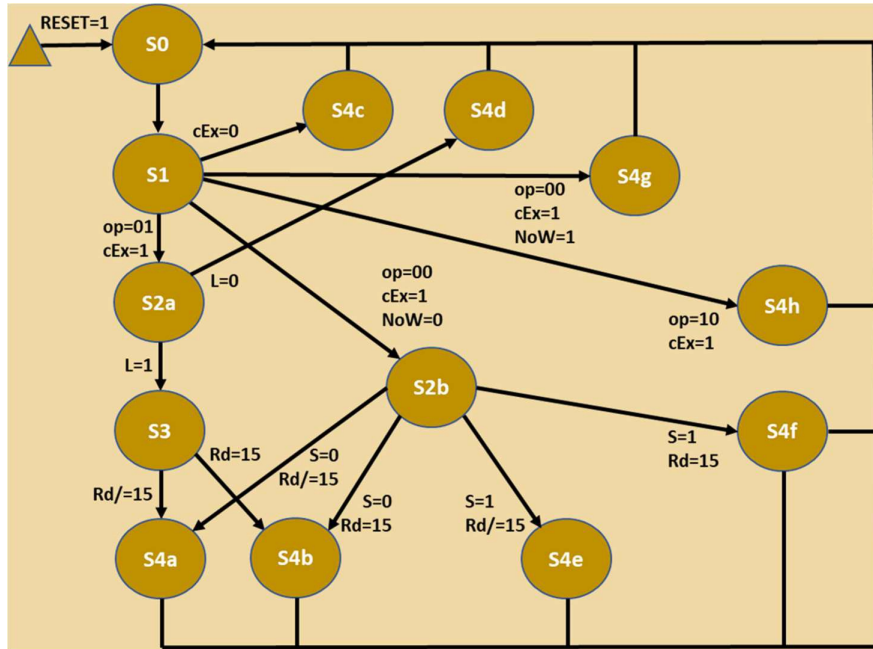 RESET=1
S0
S4c
S4d
cEx=0
S1
S4g
op=00
cEx=1
NoW=1
op=01
cEx=1
S2a
L=0
op=00
cEx=1
NoW=0
S4h
op=10
cEx=1
L=1
S2b
S3
Rd=15
S=0
Rd/=15
S4f
S=1
Rd=15
Rd/=15
S=0
Rd=15
S=1
Rd/=15
S4a
S4b
S4e